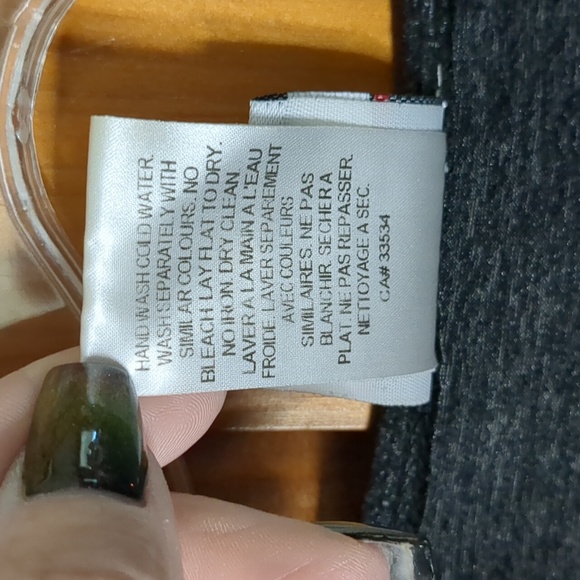 HAND WASH COLD WATER.
WASH SEPARATELY WITH
SIMILAR COLOURS. NO
BLEACH LAY FLAT TO DRY.
NO IRON DRY CLEAN.
LAVER A LA MAIN A L'EAU
FROIDE. LAVER SEPAREMENT
AVEC COULEURS
SIMILAIRES. NE PAS
BLANCHIR. SECHER A
PLAT. NE PAS REPASSER.
NETTOYAGE A SEC.
CA# 33534